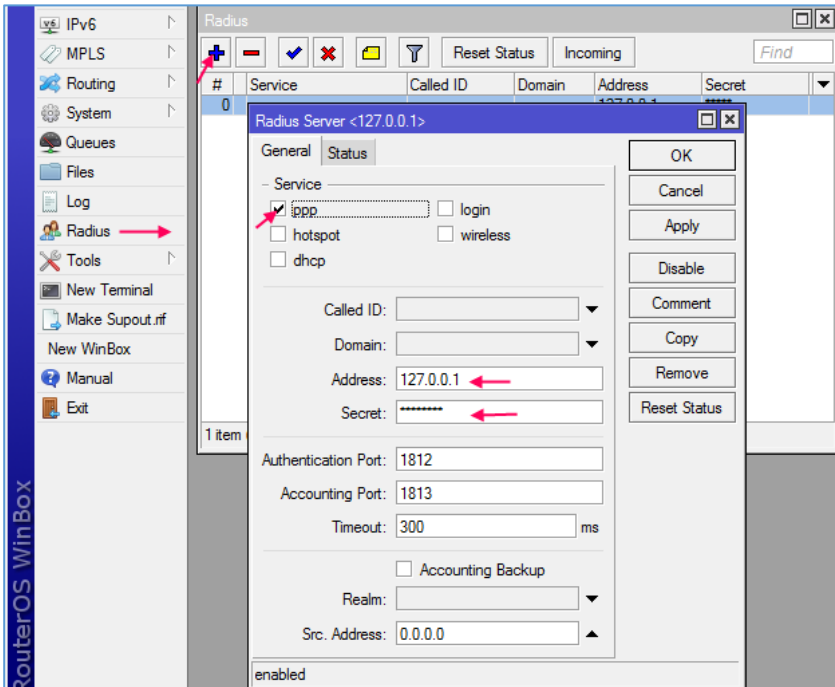 IPv6
MPLS
Routing
System
Queues
Files
Log
Radius
Tools
New Terminal
Make Supout.rif
New WinBox
Manual
Exit
RouterOS WinBox
Radius
Reset Status Incoming Find
# Service Called ID Domain Address Secret
0 127.0.0.1 *****
Radius Server <127.0.0.1>
General Status
Service
ppp login
hotspot wireless
dhcp
Called ID:
Domain:
Address: 127.0.0.1
Secret: ********
Authentication Port: 1812
Accounting Port: 1813
Timeout: 300 ms
Accounting Backup
Realm:
Src. Address: 0.0.0.0
enabled
OK
Cancel
Apply
Disable
Comment
Copy
Remove
Reset Status
1 item